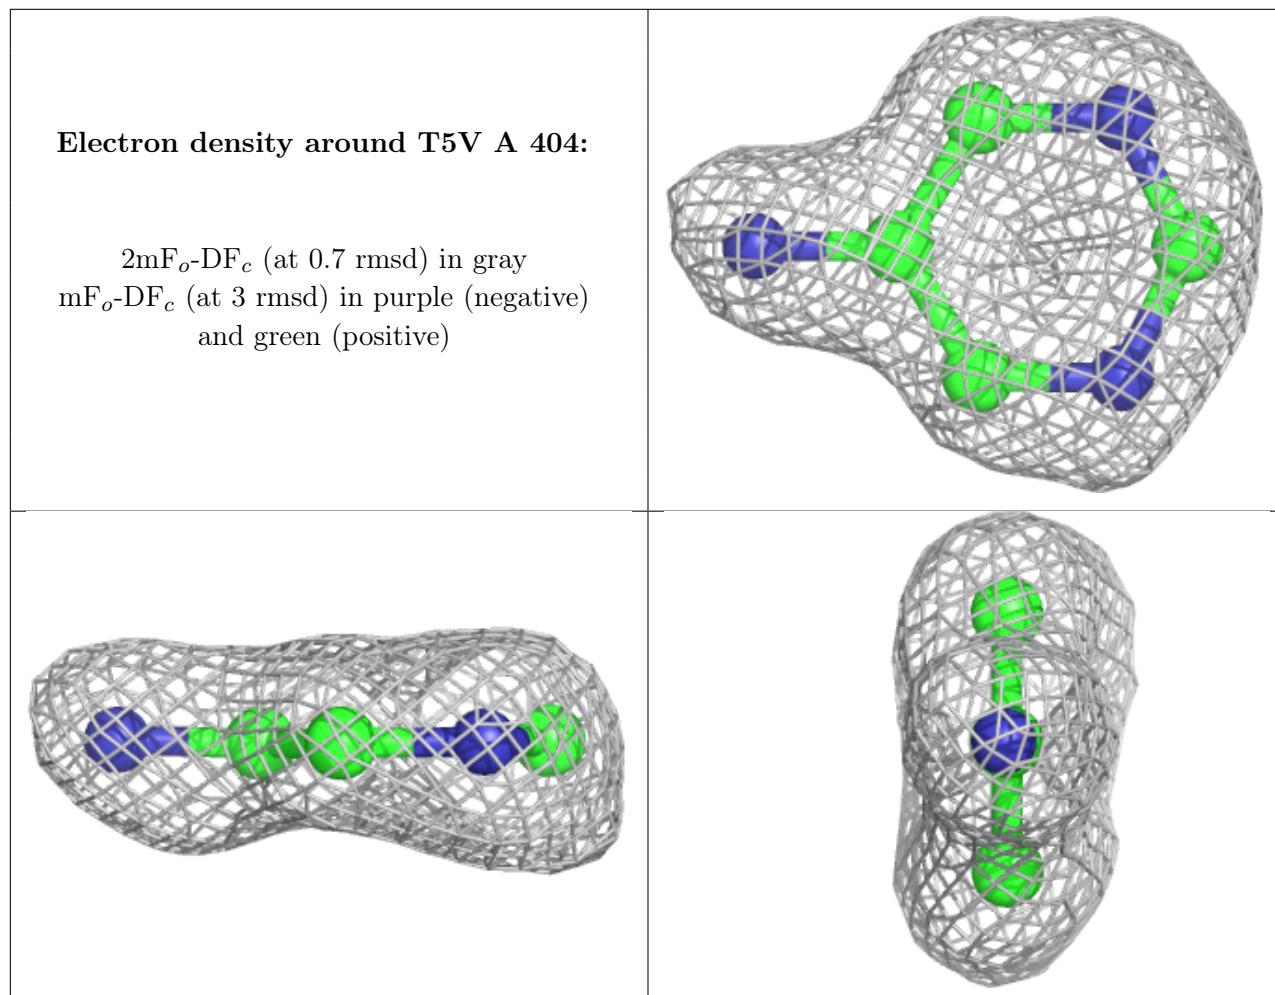 Electron density around T5V A 404:
2mFo-DFc (at 0.7 rmsd) in gray
mFo-DFc (at 3 rmsd) in purple (negative)
and green (positive)